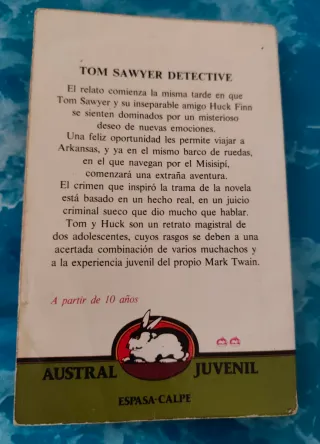 TOM SAWYER DETECTIVE
El relato comienza la misma tarde en que
Tom Sawyer y su inseparable amigo Huck Finn
se sienten dominados por un misterioso
deseo de nuevas emociones.
Una feliz oportunidad les permite viajar a
Arkansas, y ya en el mismo barco de ruedas,
en el que navegan por el Misisipí,
comenzará una extraña aventura.
El crimen que inspiró la trama de la novela
está basado en un hecho real, en un juicio
criminal sueco que dio mucho que hablar.
Tom y Huck son un retrato magistral de
dos adolescentes, cuyos rasgos se deben a una
acertada combinación de varios muchachos y
a la experiencia juvenil del propio Mark Twain.
A partir de 10 años
AUSTRAL JUVENIL
ESPASA-CALPE